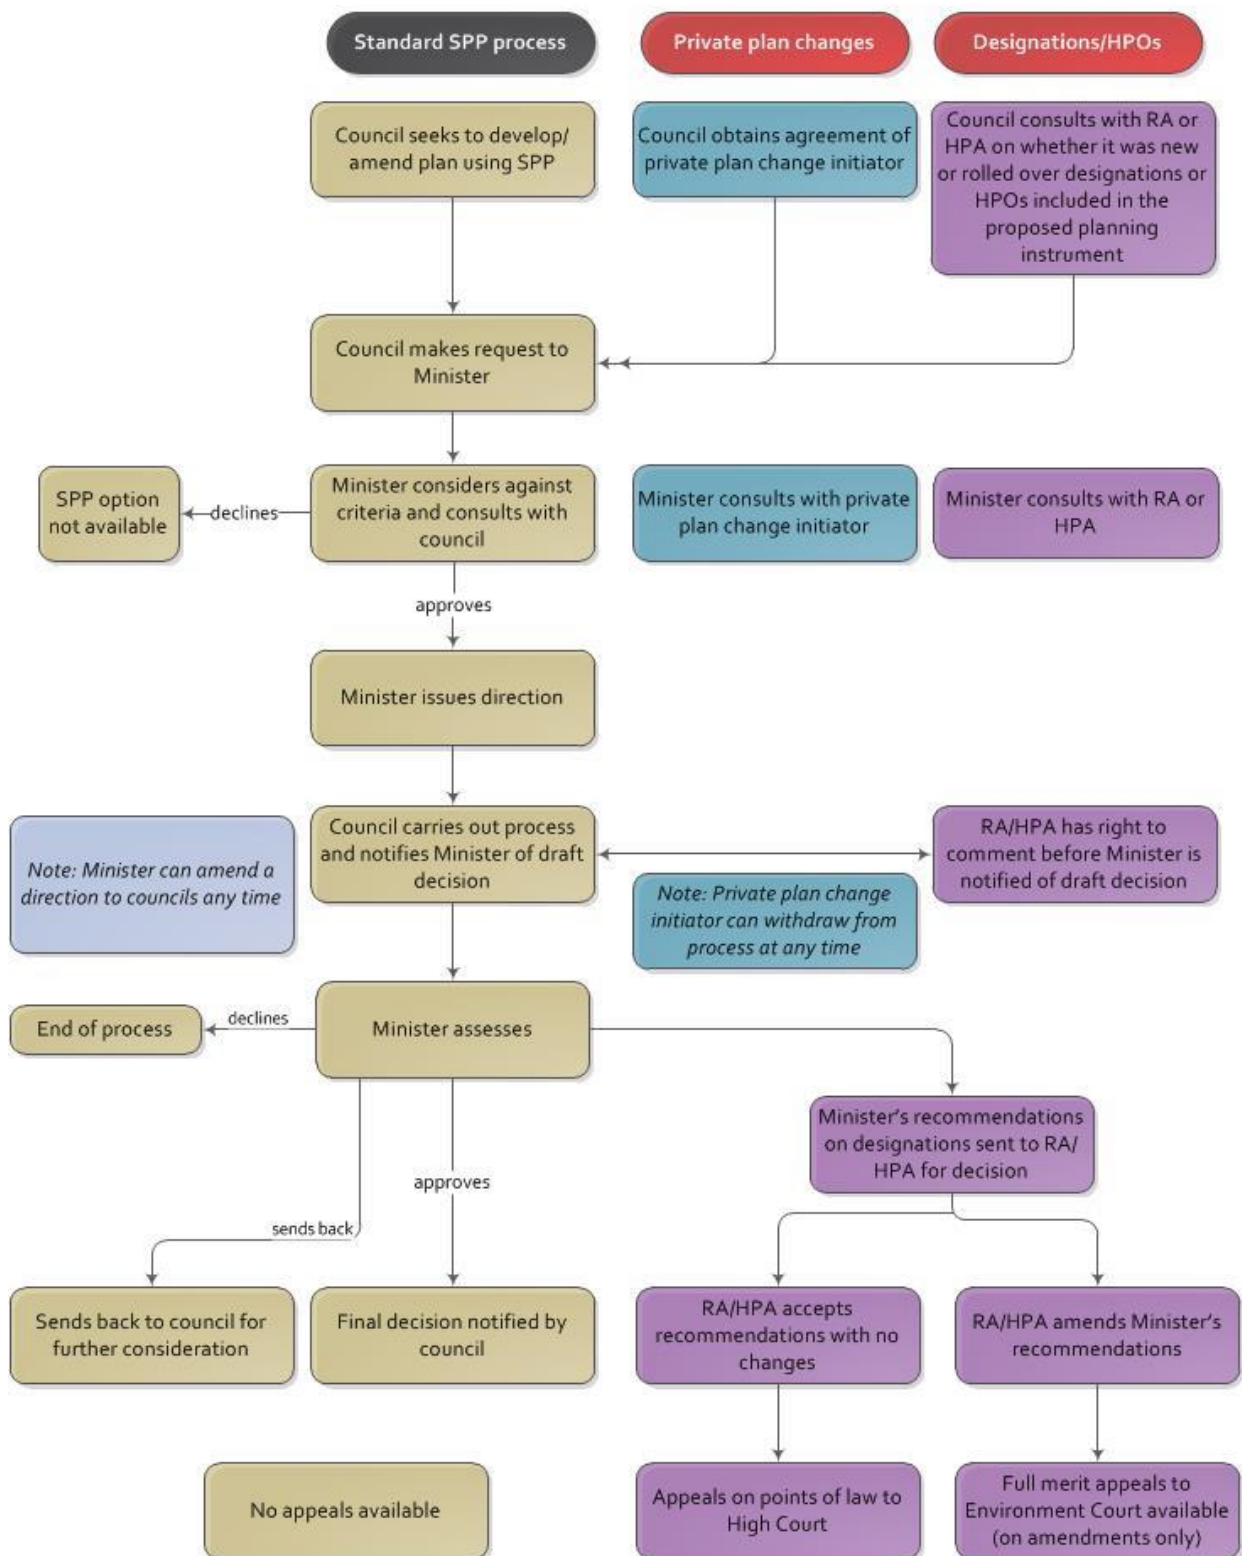 Standard SPP process
Private plan changes
Designations/HPOs
Council seeks to develop/
amend plan using SPP
Council obtains agreement of
private plan change initiator
Council consults with RA or
HPA on whether it was new
or rolled over designations or
HPOs included in the
proposed planning
instrument
Council makes request to
Minister
SPP option
not available
declines
Minister considers against
criteria and consults with
council
Minister consults with private
plan change initiator
Minister consults with RA or
HPA
approves
Minister issues direction
Note: Minister can amend a
direction to councils any time
Council carries out process
and notifies Minister of draft
decision
Note: Private plan change
initiator can withdraw from
process at any time
RA/HPA has right to
comment before Minister is
notified of draft decision
End of process
declines
Minister assesses
Minister's recommendations
on designations sent to RA/
HPA for decision
approves
sends back
Sends back to council for
further consideration
Final decision notified by
council
RA/HPA accepts
recommendations with no
changes
RA/HPA amends Minister's
recommendations
No appeals available
Appeals on points of law to
High Court
Full merit appeals to
Environment Court available
(on amendments only)